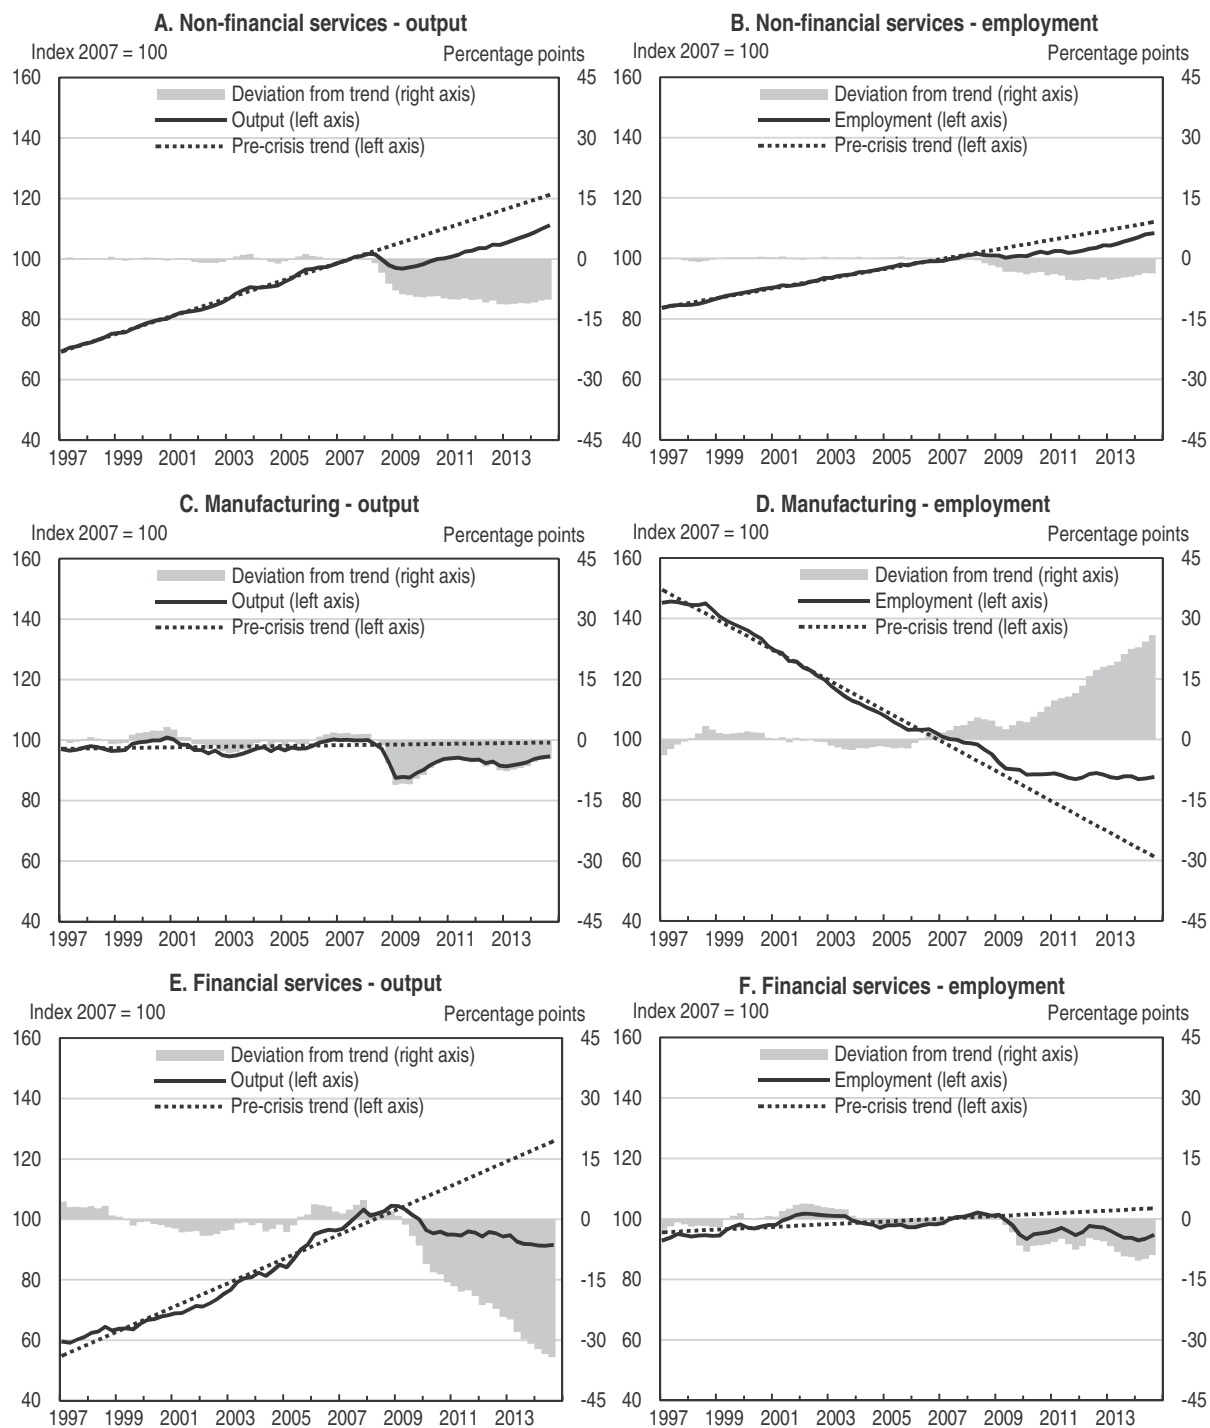 A. Non-financial services - output
Index 2007 = 100
Percentage points
Deviation from trend (right axis)
Output (left axis)
Pre-crisis trend (left axis)
160
140
120
100
80
60
40
45
30
15
0
-15
-30
-45
1997 1999 2001 2003 2005 2007 2009 2011 2013
B. Non-financial services - employment
Index 2007 = 100
Percentage points
Deviation from trend (right axis)
Employment (left axis)
Pre-crisis trend (left axis)
160
140
120
100
80
60
40
45
30
15
0
-15
-30
-45
1997 1999 2001 2003 2005 2007 2009 2011 2013
C. Manufacturing - output
Index 2007 = 100
Percentage points
Deviation from trend (right axis)
Output (left axis)
Pre-crisis trend (left axis)
160
140
120
100
80
60
40
45
30
15
0
-15
-30
-45
1997 1999 2001 2003 2005 2007 2009 2011 2013
D. Manufacturing - employment
Index 2007 = 100
Percentage points
Deviation from trend (right axis)
Employment (left axis)
Pre-crisis trend (left axis)
160
140
120
100
80
60
40
45
30
15
0
-15
-30
-45
1997 1999 2001 2003 2005 2007 2009 2011 2013
E. Financial services - output
Index 2007 = 100
Percentage points
Deviation from trend (right axis)
Output (left axis)
Pre-crisis trend (left axis)
160
140
120
100
80
60
40
45
30
15
0
-15
-30
-45
1997 1999 2001 2003 2005 2007 2009 2011 2013
F. Financial services - employment
Index 2007 = 100
Percentage points
Deviation from trend (right axis)
Employment (left axis)
Pre-crisis trend (left axis)
160
140
120
100
80
60
40
45
30
15
0
-15
-30
-45
1997 1999 2001 2003 2005 2007 2009 2011 2013